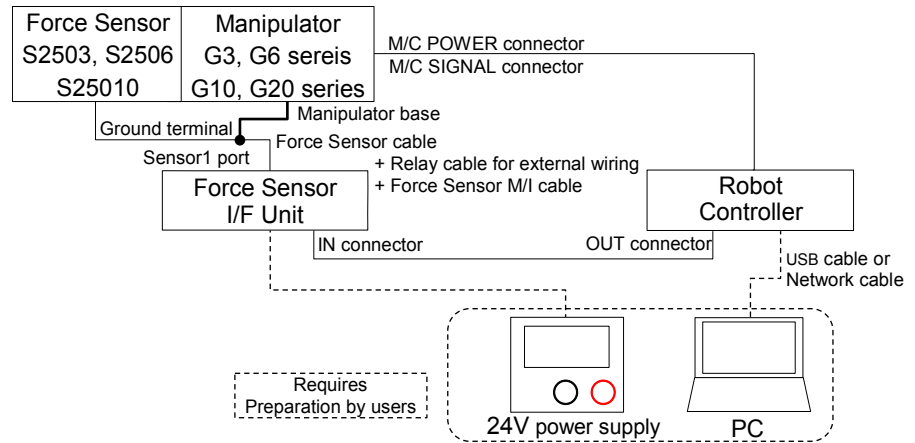 Force Sensor
S2503, S2506
S25010
Manipulator
G3, G6 sereis
G10, G20 series
M/C POWER connector
M/C SIGNAL connector
Manipulator base
Ground terminal
Force Sensor cable
Sensor1 port
+ Relay cable for external wiring
+ Force Sensor M/I cable
Force Sensor
I/F Unit
Robot
Controller
IN connector
OUT connector
USB cable or
Network cable
Requires
Preparation by users
24V power supply
PC